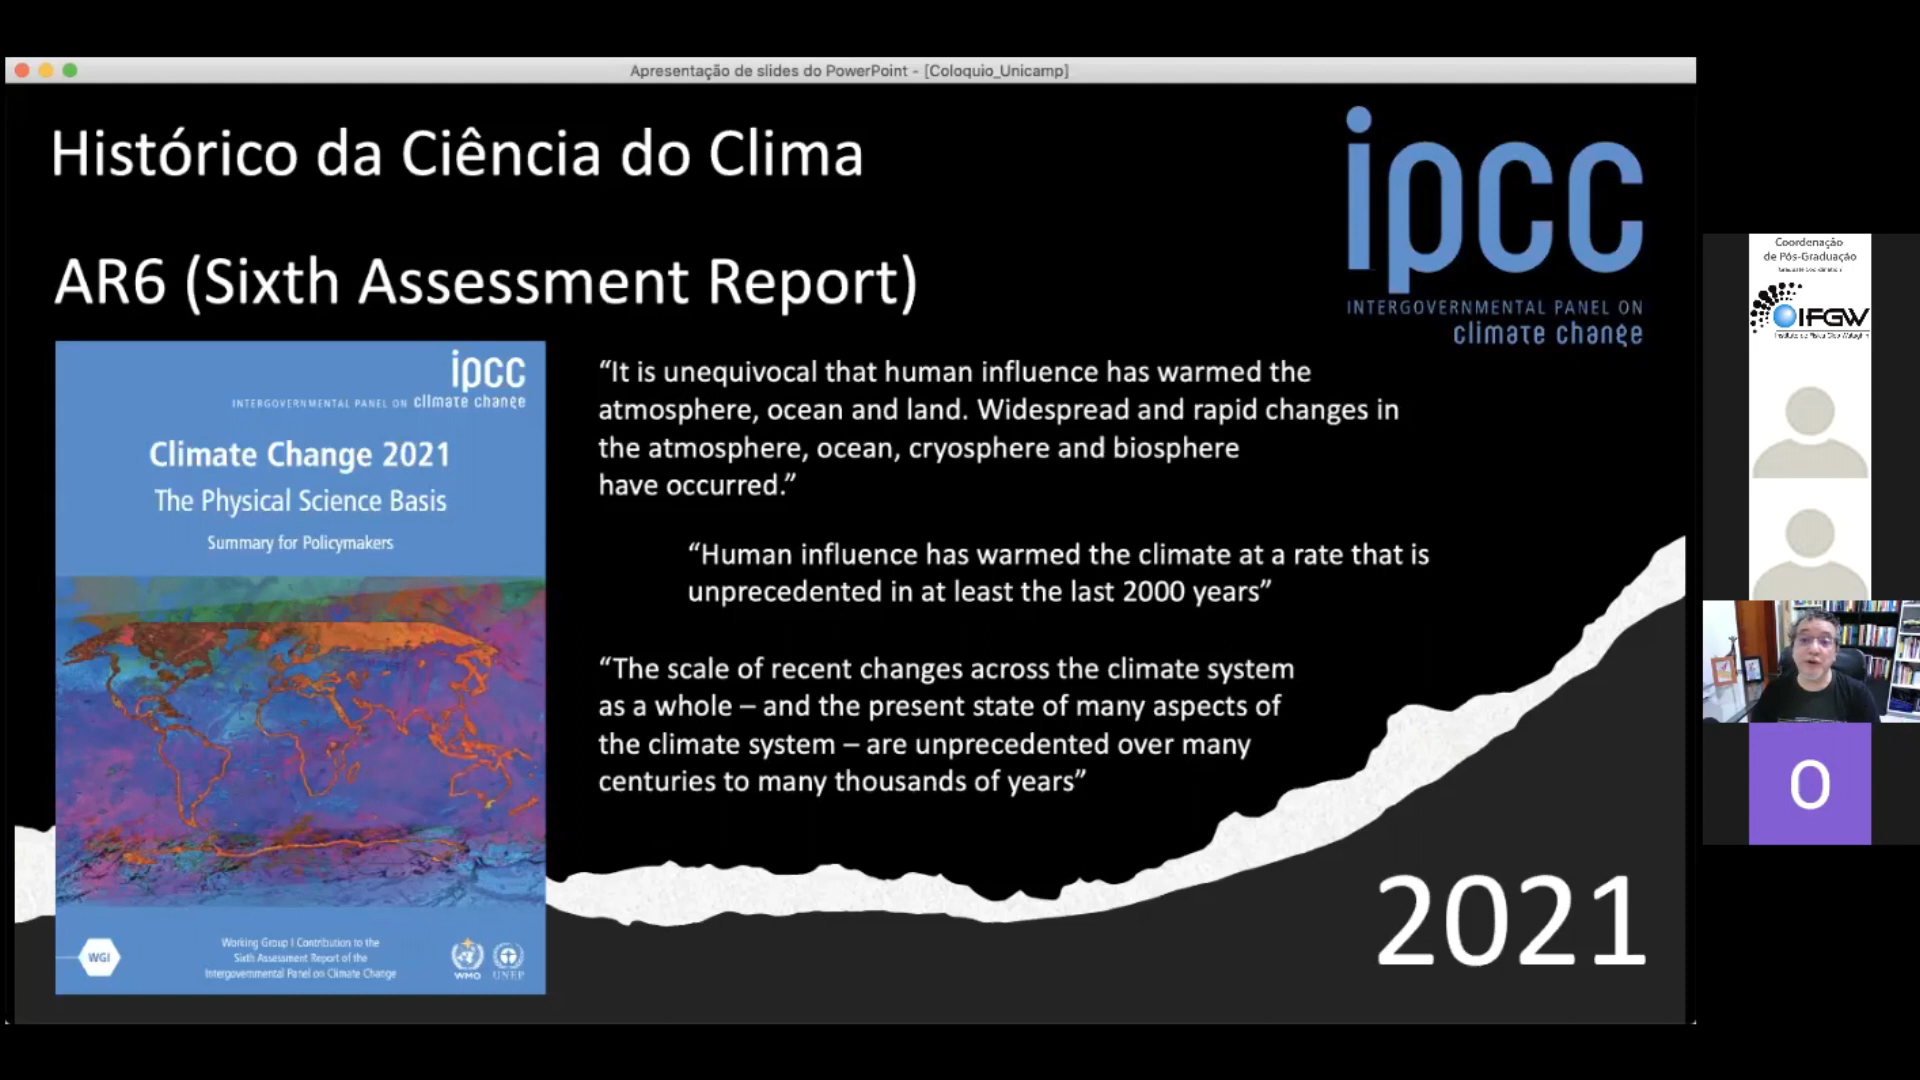 Apresentação de slides do PowerPoint - [Coloquio_Unicamp]
Histórico da Ciência do Clima
AR6 (Sixth Assessment Report)
ipcc
INTERGOVERNMENTAL PANEL ON
climate change
ipcc
INTERGOVERNMENTAL PANEL ON climate change
Climate Change 2021
The Physical Science Basis
Summary for Policymakers
WGI
Working Group I Contribution to the
Sixth Assessment Report of the
Intergovernmental Panel on Climate Change
WMO
UNEP
“It is unequivocal that human influence has warmed the
atmosphere, ocean and land. Widespread and rapid changes in
the atmosphere, ocean, cryosphere and biosphere
have occurred.”
“Human influence has warmed the climate at a rate that is
unprecedented in at least the last 2000 years”
“The scale of recent changes across the climate system
as a whole – and the present state of many aspects of
the climate system – are unprecedented over many
centuries to many thousands of years”
2021
Coordenação
de Pós-Graduação
IFGW
Instituto de Física Gleb Wataghin
O